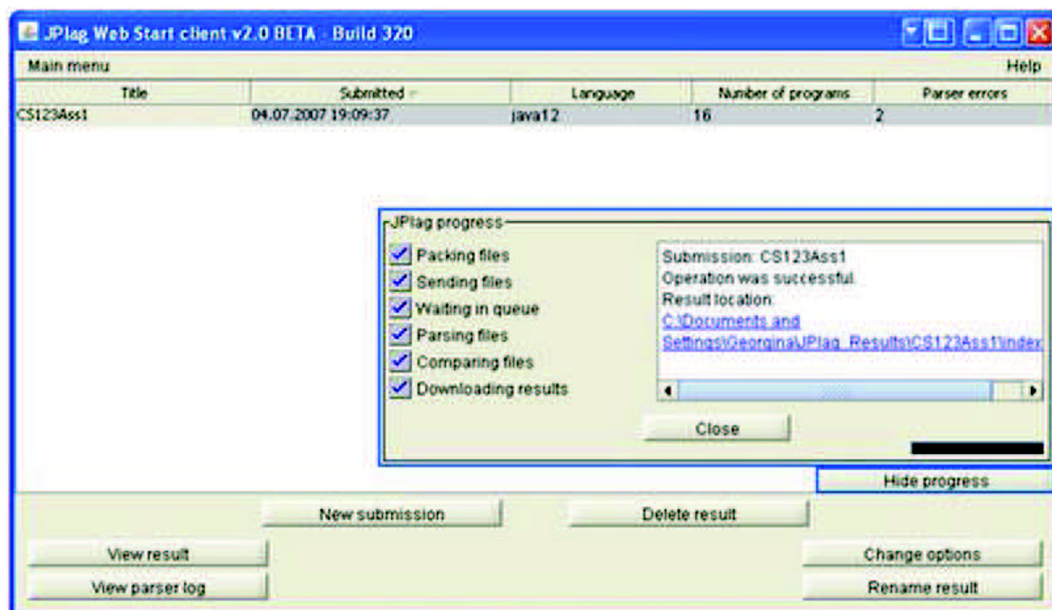 JPlag Web Start client v2.0 BETA - Build 320
Main menu Help
Title Submitted Language Number of programs Parser errors
CS123Ass1 04.07.2007 19:09:37 java12 16 2
JPlag progress
Packing files
Sending files
Waiting in queue
Parsing files
Comparing files
Downloading results
Submission: CS123Ass1
Operation was successful.
Result location:
C:\Documents and
Settings\Georgina\JPlag_Results\CS123Ass1\index
Close
Hide progress
New submission Delete result
View result Change options
View parser log Rename result